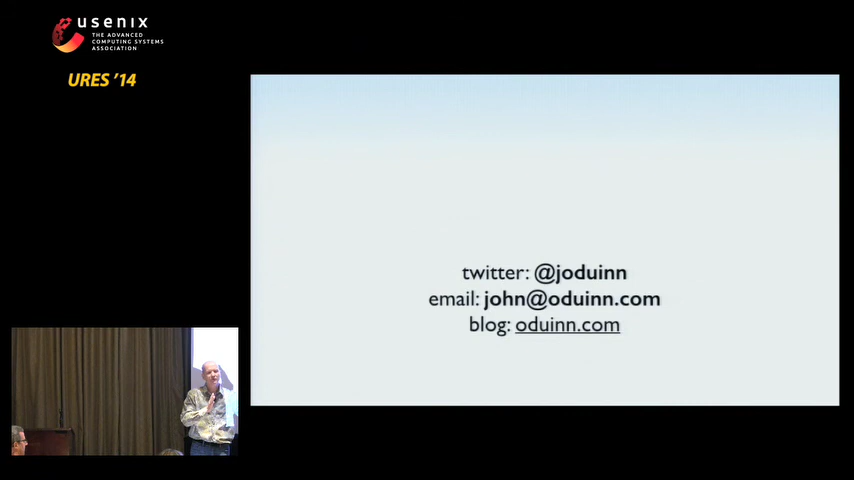 usenix
THE ADVANCED
COMPUTING SYSTEMS
ASSOCIATION
URES '14
twitter: @joduinn
email: john@oduinn.com
blog: oduinn.com